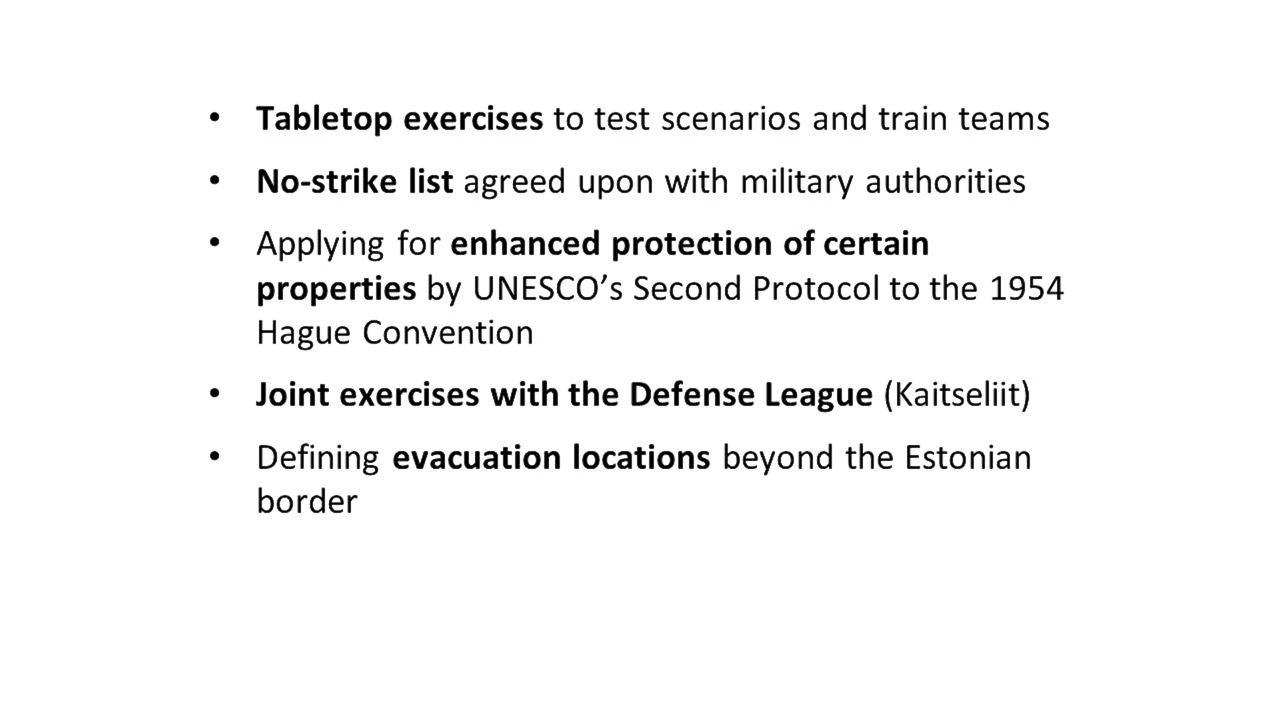 • Tabletop exercises to test scenarios and train teams
• No-strike list agreed upon with military authorities
• Applying for enhanced protection of certain
properties by UNESCO’s Second Protocol to the 1954
Hague Convention
• Joint exercises with the Defense League (Kaitseliit)
• Defining evacuation locations beyond the Estonian
border